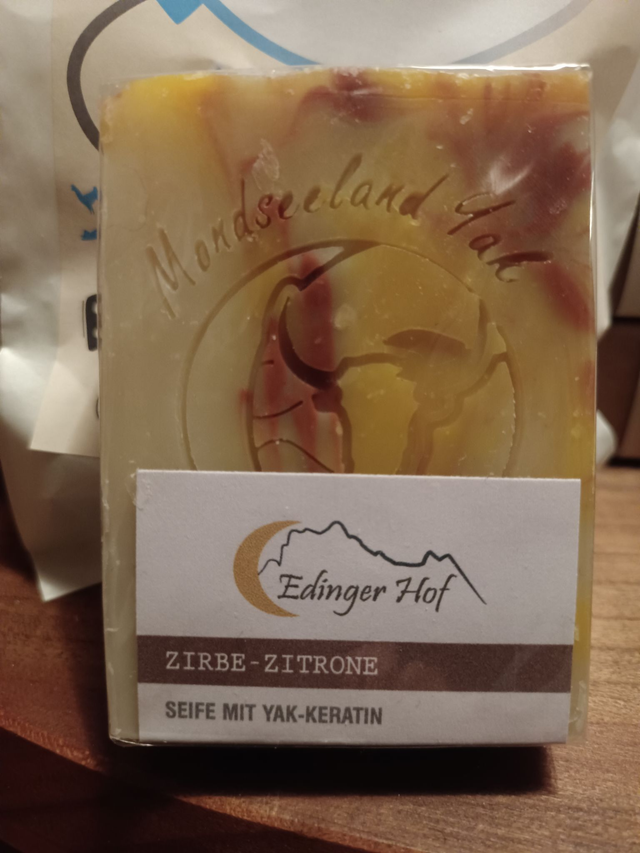 Mondseeland Yak
Edinger Hof
ZIRBE-ZITRONE
SEIFE MIT YAK-KERATIN